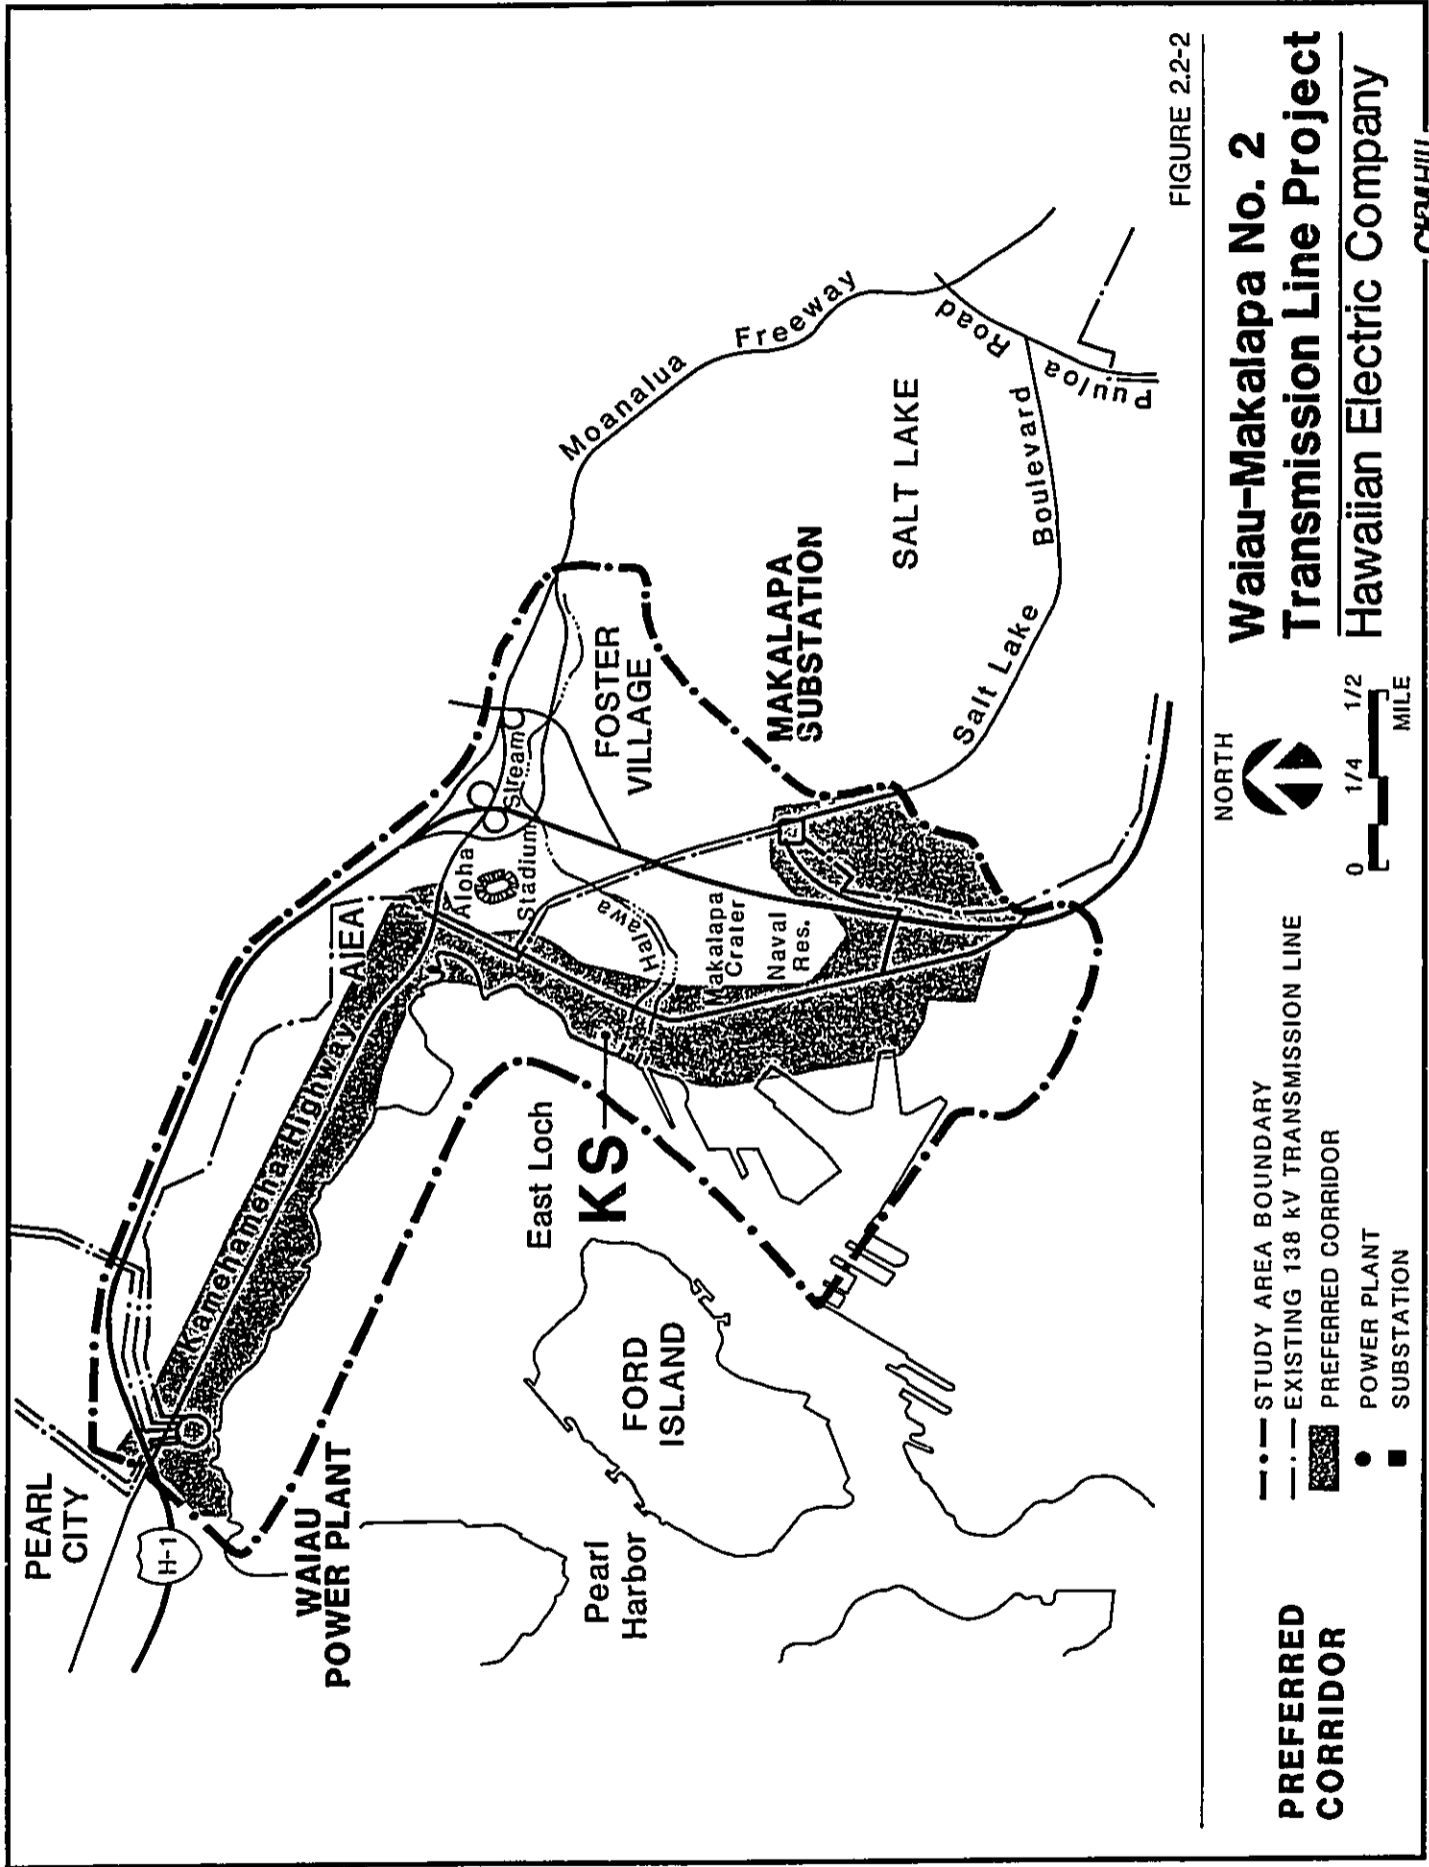 PEARL
CITY
H-1
WAIAU
POWER PLANT
Kamehameha Highway
AIEA
Aloha
Stadium
Stream
Halawa
Moanalua Freeway
FOSTER
VILLAGE
East Loch
KS
Makalapa
Crater
Naval
Res.
MAKALAPA
SUBSTATION
SALT LAKE
Puuloa Road
Salt Lake Boulevard
Pearl
Harbor
FORD
ISLAND
FIGURE 2.2-2
PREFERRED
CORRIDOR
STUDY AREA BOUNDARY
EXISTING 138 kV TRANSMISSION LINE
PREFERRED CORRIDOR
POWER PLANT
SUBSTATION
NORTH
0 1/4 1/2
MILE
Waiau-Makalapa No. 2
Transmission Line Project
Hawaiian Electric Company
CH2M HILL